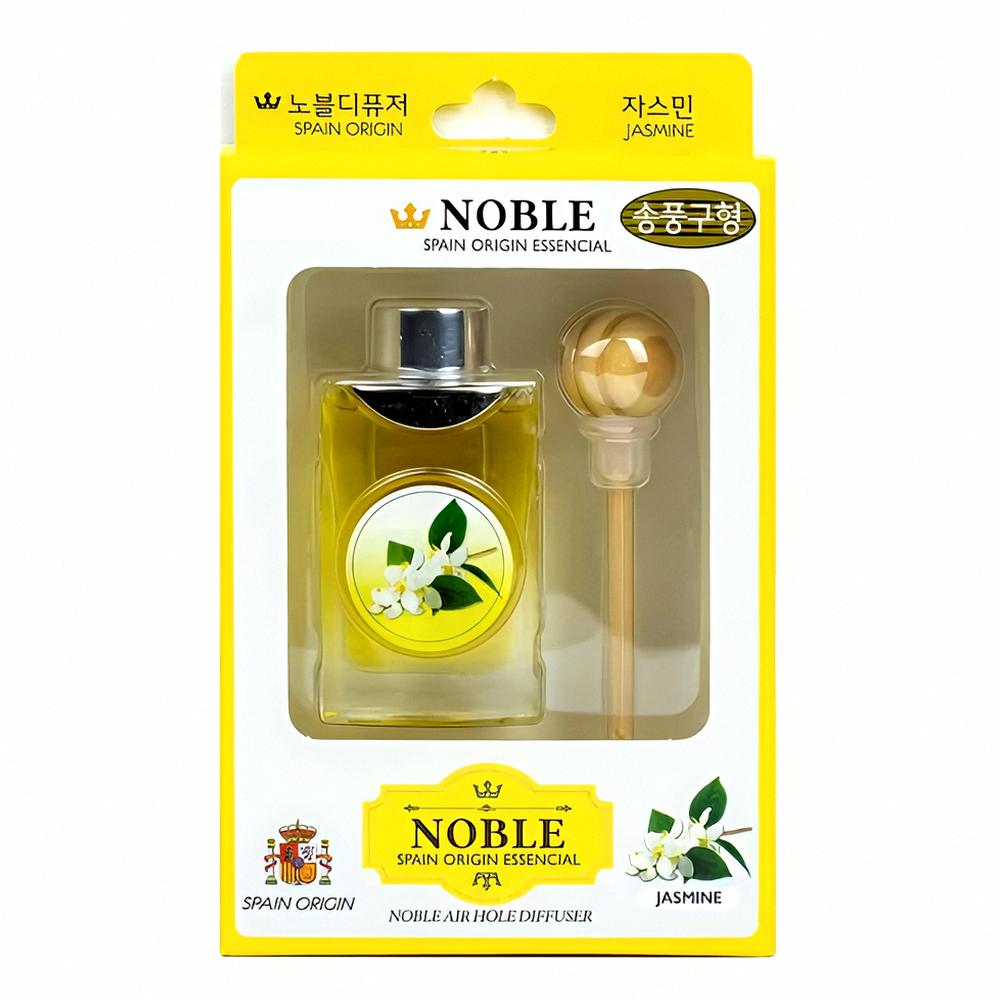 노블디퓨저
SPAIN ORIGIN
자스민
JASMINE
NOBLE
SPAIN ORIGIN ESSENCIAL
송풍구형
NOBLE
SPAIN ORIGIN ESSENCIAL
SPAIN ORIGIN
JASMINE
NOBLE AIR HOLE DIFFUSER